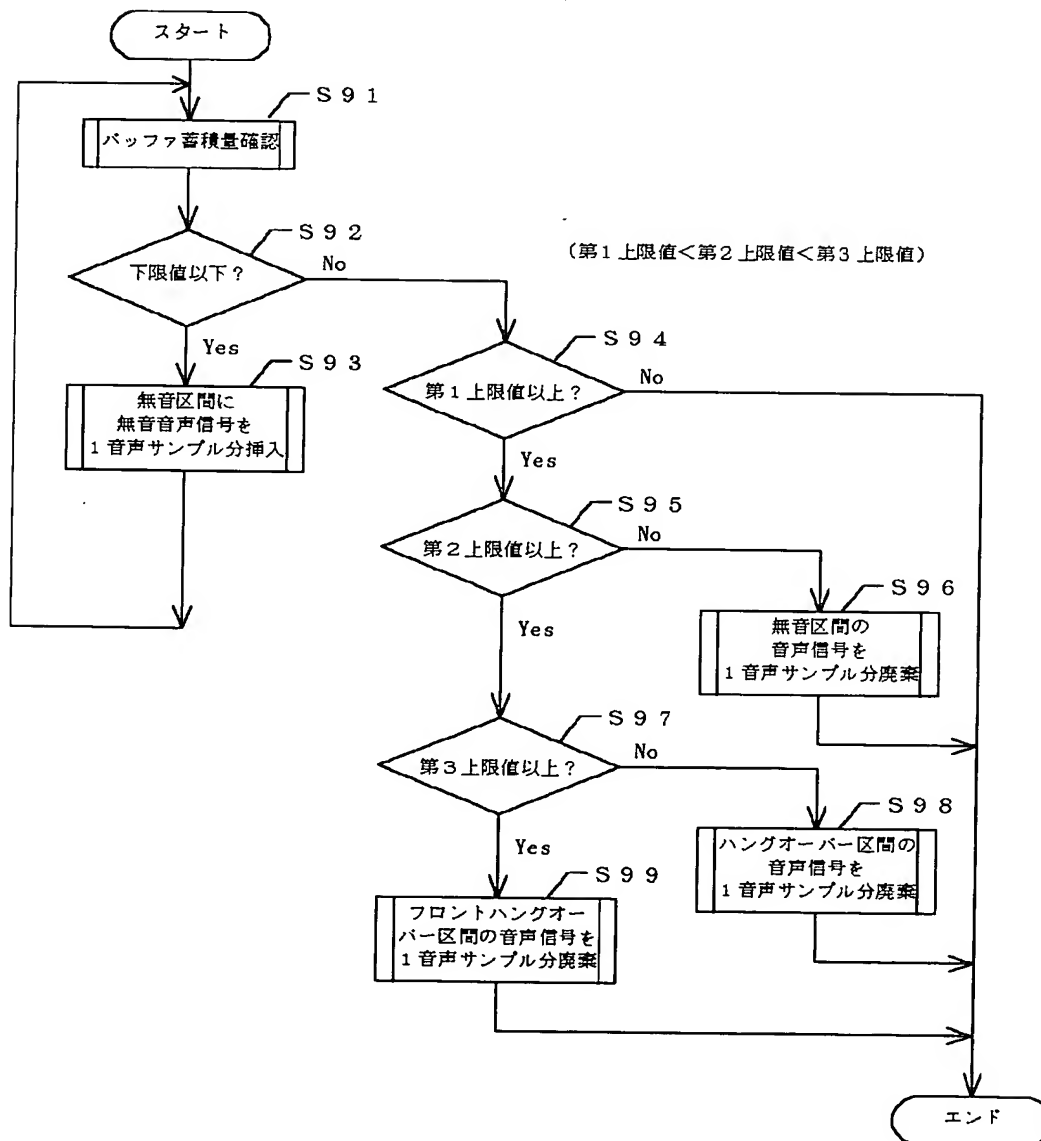 スタート
S91
バッファ蓄積量確認
S92
下限値以下?
No
(第1上限値<第2上限値<第3上限値)
Yes
S93
無音区間に
無音音声信号を
1音声サンプル分挿入
S94
第1上限値以上?
No
Yes
S95
第2上限値以上?
No
Yes
S96
無音区間の
音声信号を
1音声サンプル分廃棄
S97
第3上限値以上?
No
Yes
S98
ハングオーバー区間の
音声信号を
1音声サンプル分廃棄
S99
フロントハングオー
バー区間の音声信号を
1音声サンプル分廃棄
エンド